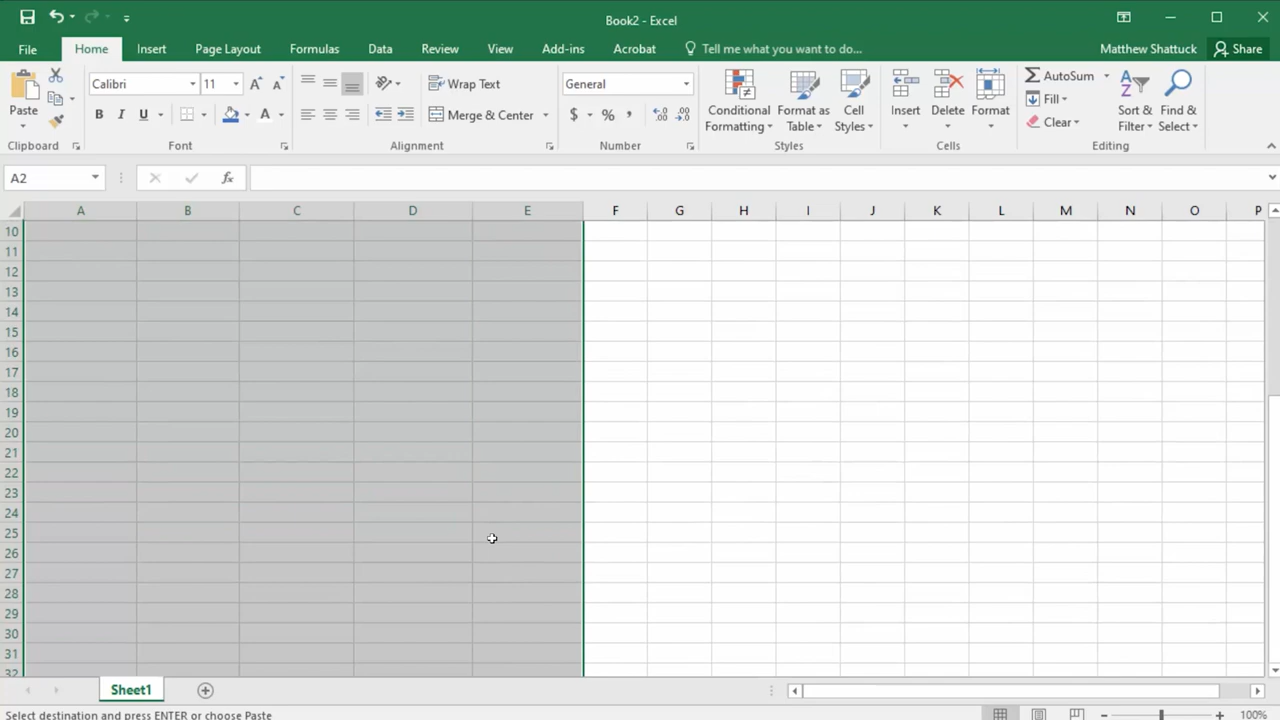 Book2 - Excel
File Home Insert Page Layout Formulas Data Review View Add-ins Acrobat Tell me what you want to do... Matthew Shattuck Share
Calibri 11 Wrap Text General AutoSum
Paste B I U Merge & Center $ % , Conditional Formatting Format as Table Cell Styles Insert Delete Format Fill Clear Sort & Filter Find & Select
Clipboard Font Alignment Number Styles Cells Editing
A2 fx
A B C D E F G H I J K L M N O P
10
11
12
13
14
15
16
17
18
19
20
21
22
23
24
25
26
27
28
29
30
31
32
Sheet1
Select destination and press ENTER or choose Paste 100%